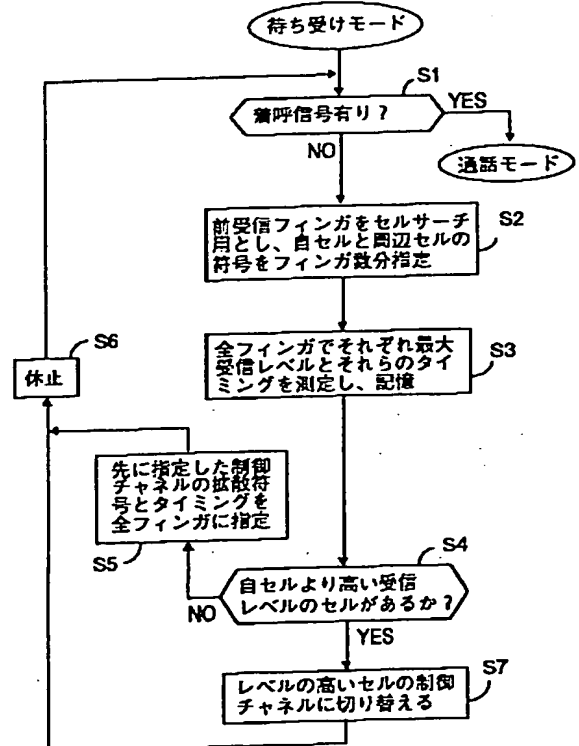 待ち受けモード
S1
着呼信号有り?
YES
NO
通話モード
前受信フィンガをセルサーチ
用とし、自セルと周辺セルの
符号をフィンガ数分指定
S2
全フィンガでそれぞれ最大
受信レベルとそれらのタイ
ミングを測定し、記憶
S3
S6
休止
先に指定した制御
チャネルの拡散符
号とタイミングを
全フィンガに指定
S5
S4
自セルより高い受信
レベルのセルがあるか?
NO
YES
レベルの高いセルの制御
チャネルに切り替える
S7